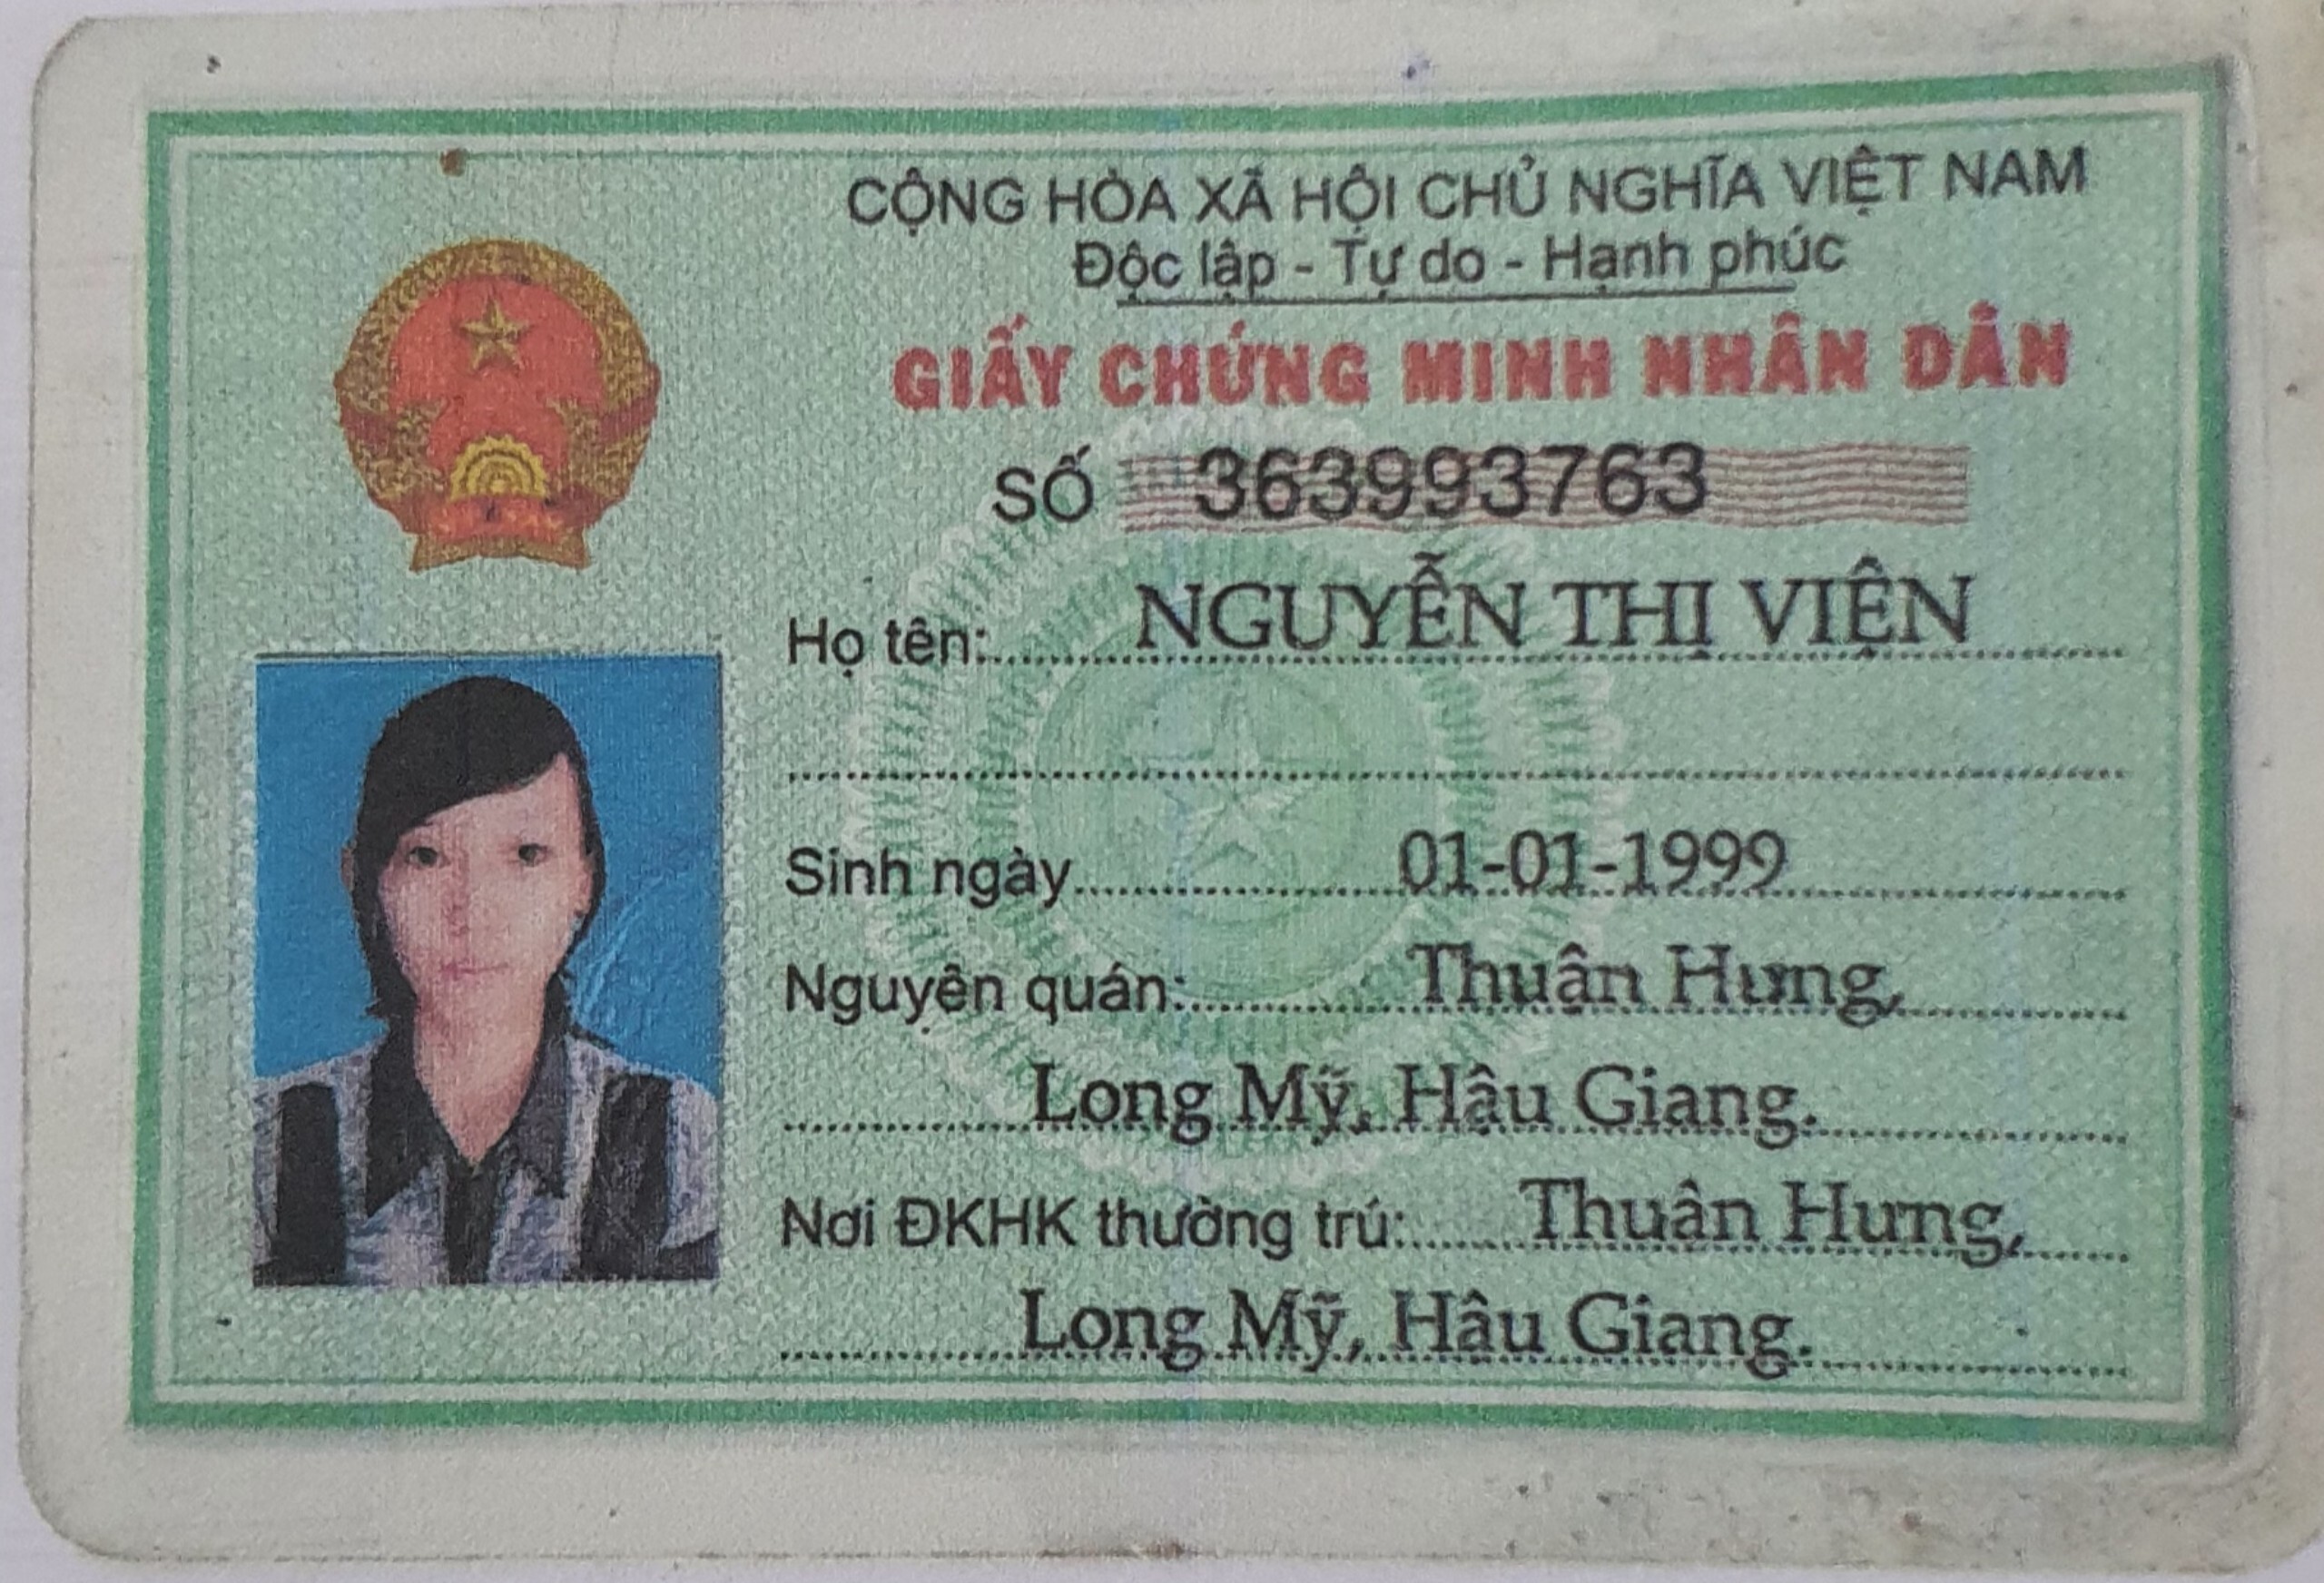 CỘNG HÒA XÃ HỘI CHỦ NGHĨA VIỆT NAM
Độc lập - Tự do - Hạnh phúc
GIẤY CHỨNG MINH NHÂN DÂN
SỐ 363993763
Họ tên: NGUYỄN THỊ VIỆN
Sinh ngày 01-01-1999
Nguyên quán: Thuận Hưng,
Long Mỹ, Hậu Giang.
Nơi ĐKHK thường trú: Thuận Hưng,
Long Mỹ, Hậu Giang.